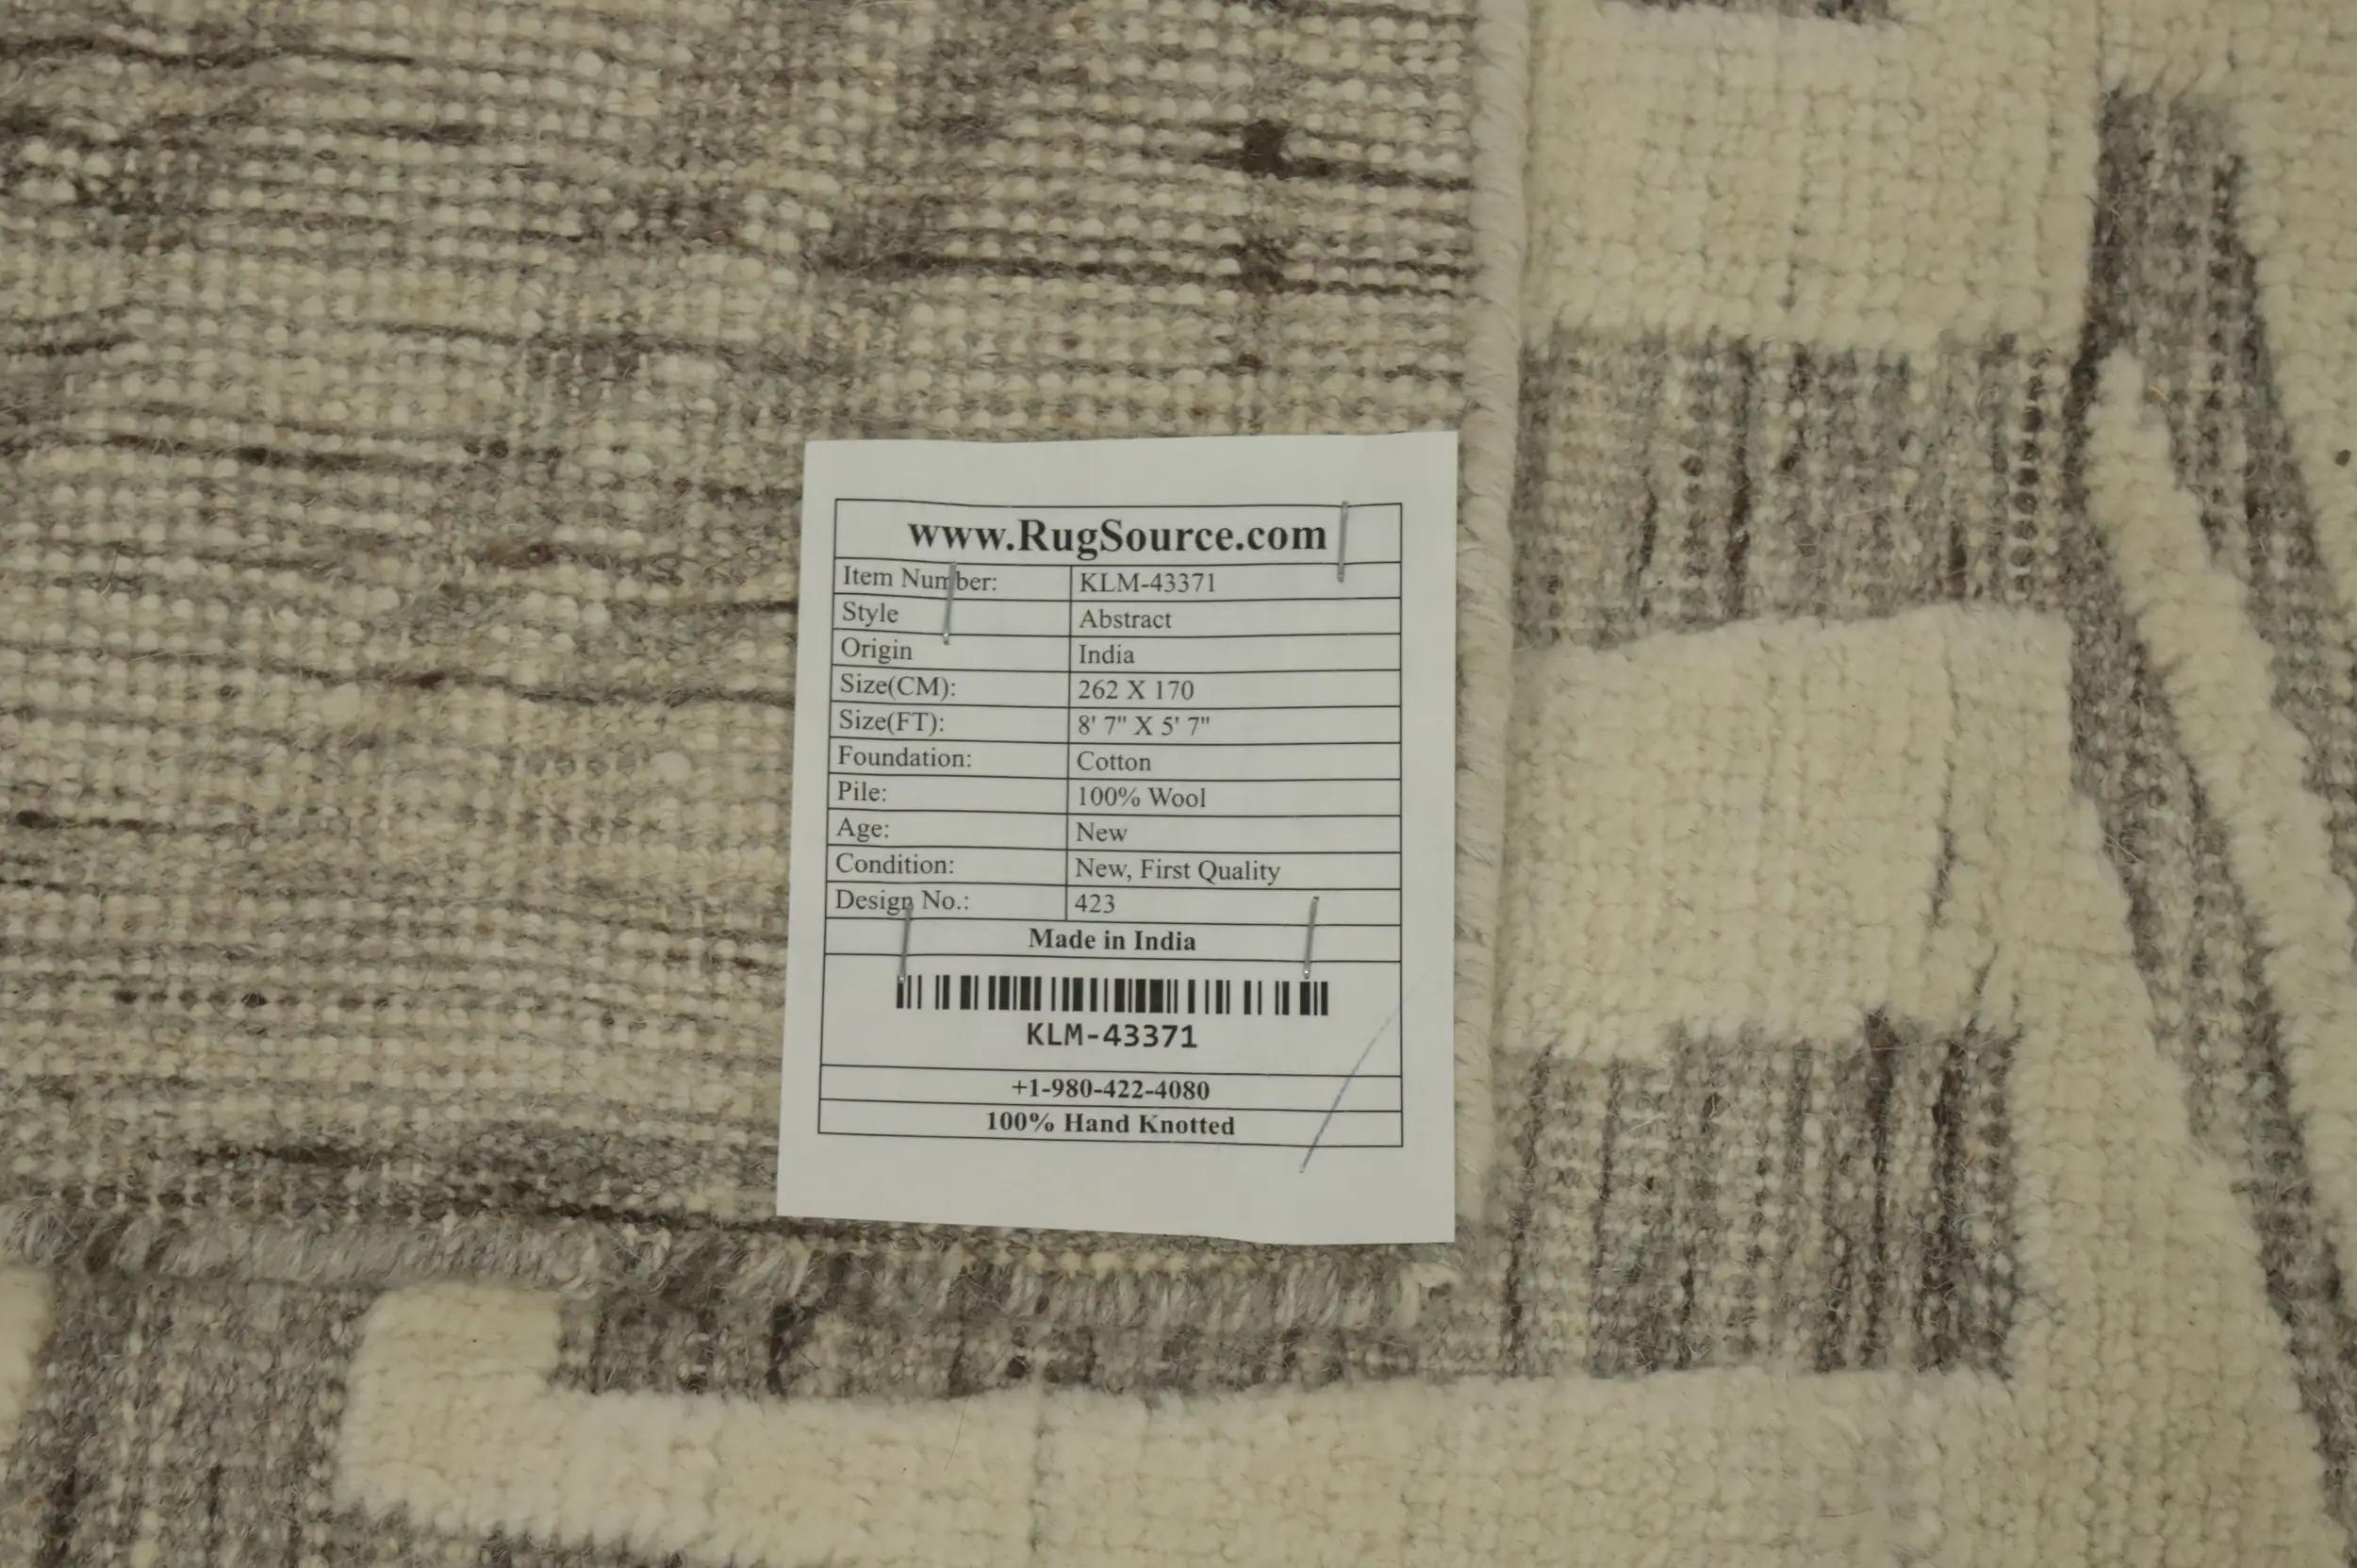 www.RugSource.com
Item Number: KLM-43371
Style Abstract
Origin India
Size(CM): 262 X 170
Size(FT): 8' 7" X 5' 7"
Foundation: Cotton
Pile: 100% Wool
Age: New
Condition: New, First Quality
Design No.: 423
Made in India
KLM-43371
+1-980-422-4080
100% Hand Knotted